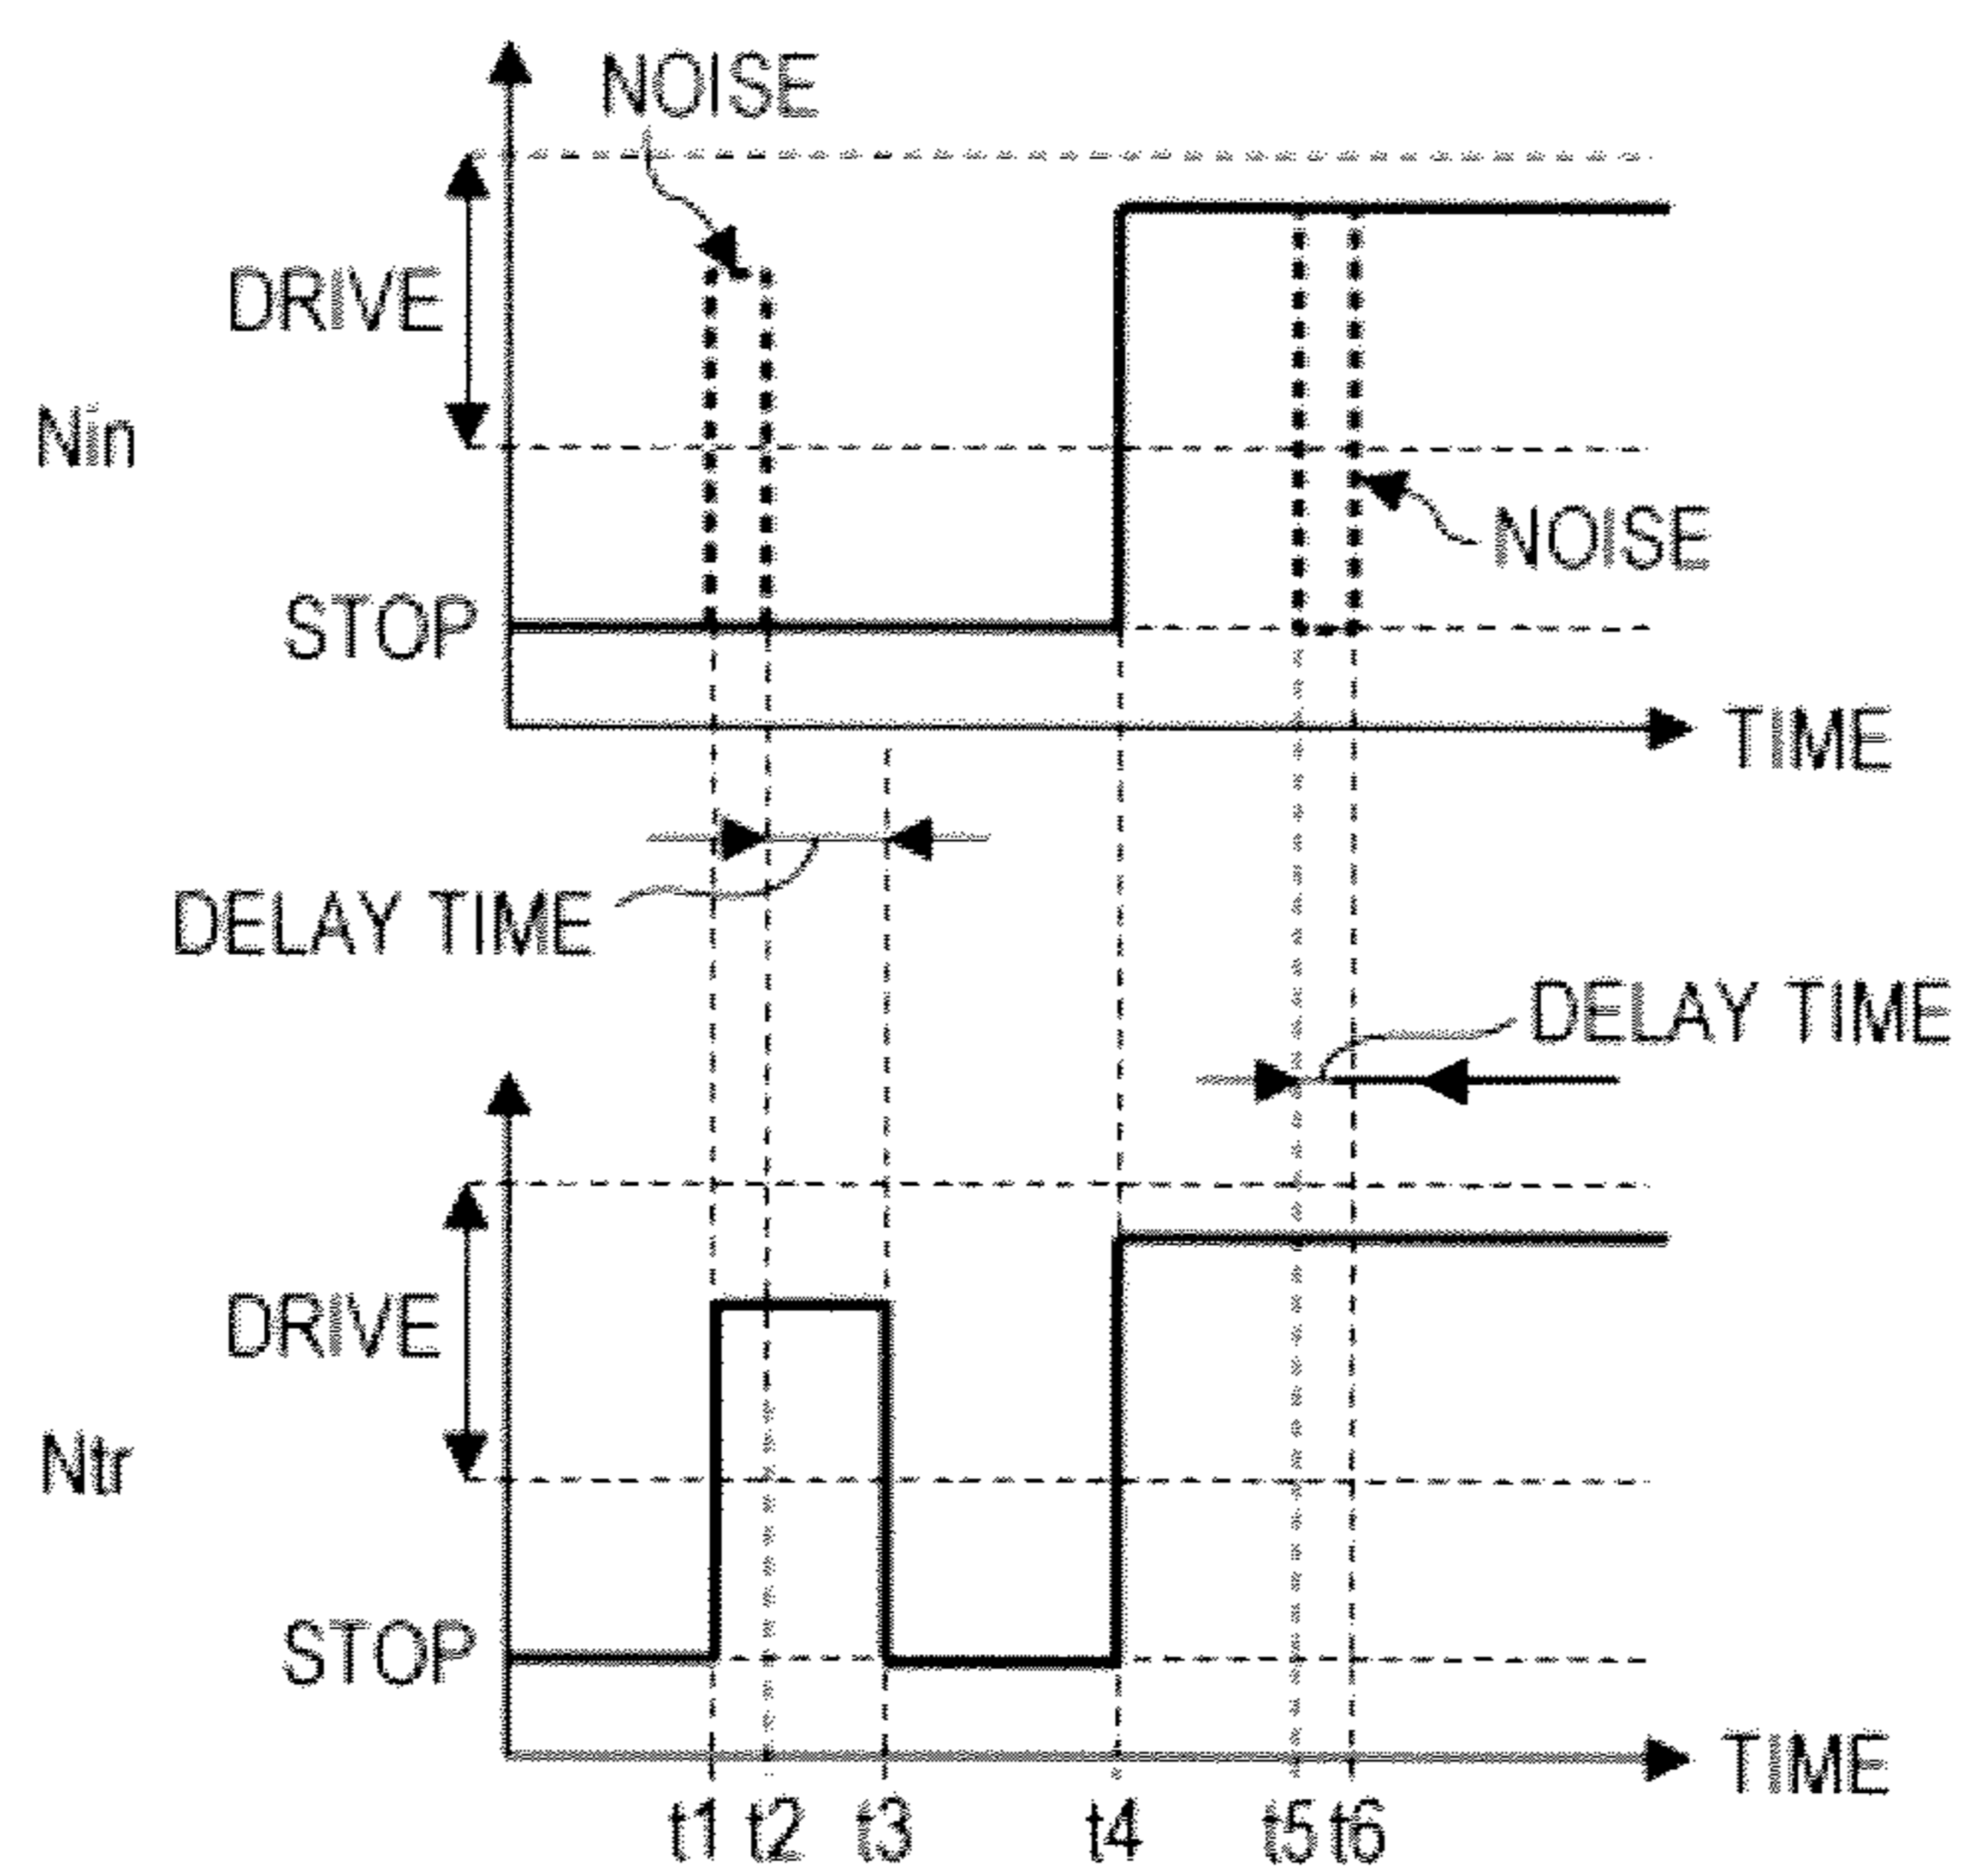 NOISE
DRIVE
Nin
NOISE
STOP
TIME
DELAY TIME
DELAY TIME
DRIVE
Ntr
STOP
TIME
t1 t2 t3 t4 t5 t6